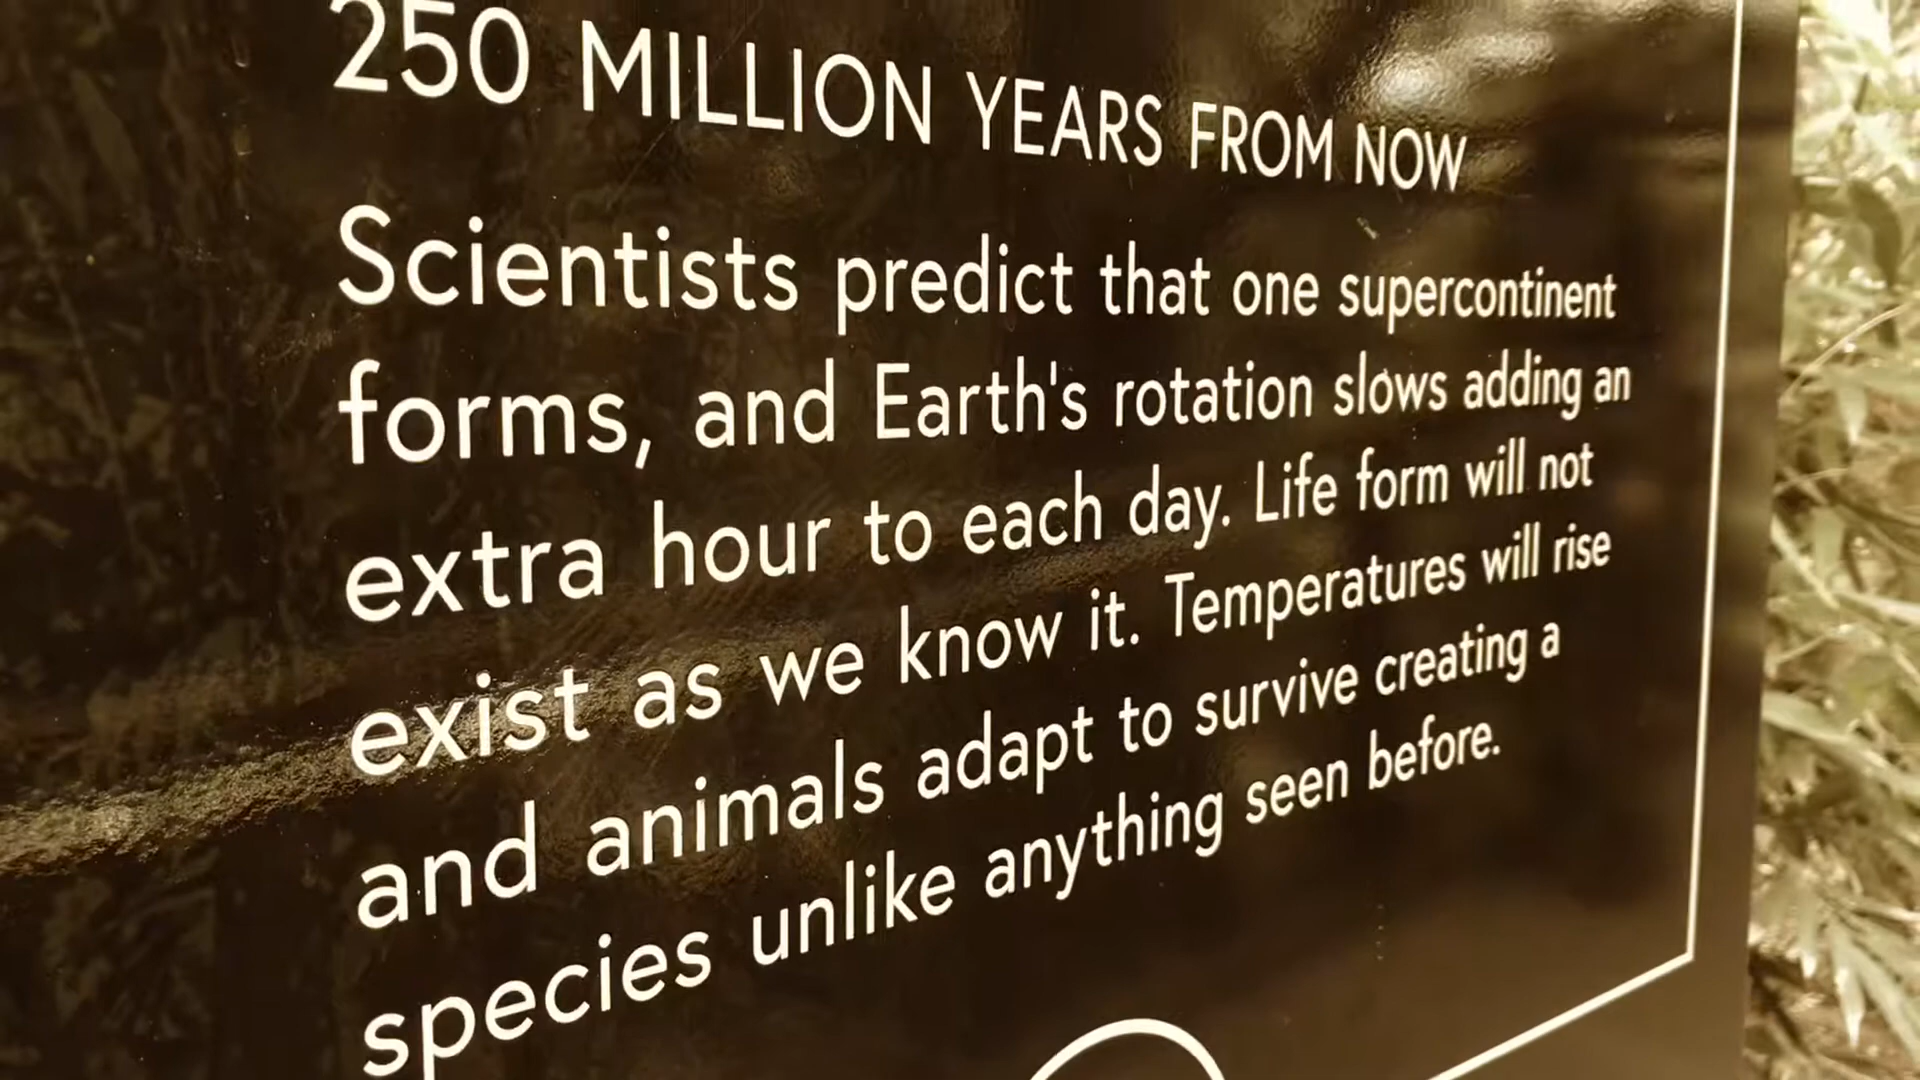 250 MILLION YEARS FROM NOW
Scientists predict that one supercontinent
forms, and Earth's rotation slows adding an
extra hour to each day. Life form will not
exist as we know it. Temperatures will rise
and animals adapt to survive creating a
species unlike anything seen before.